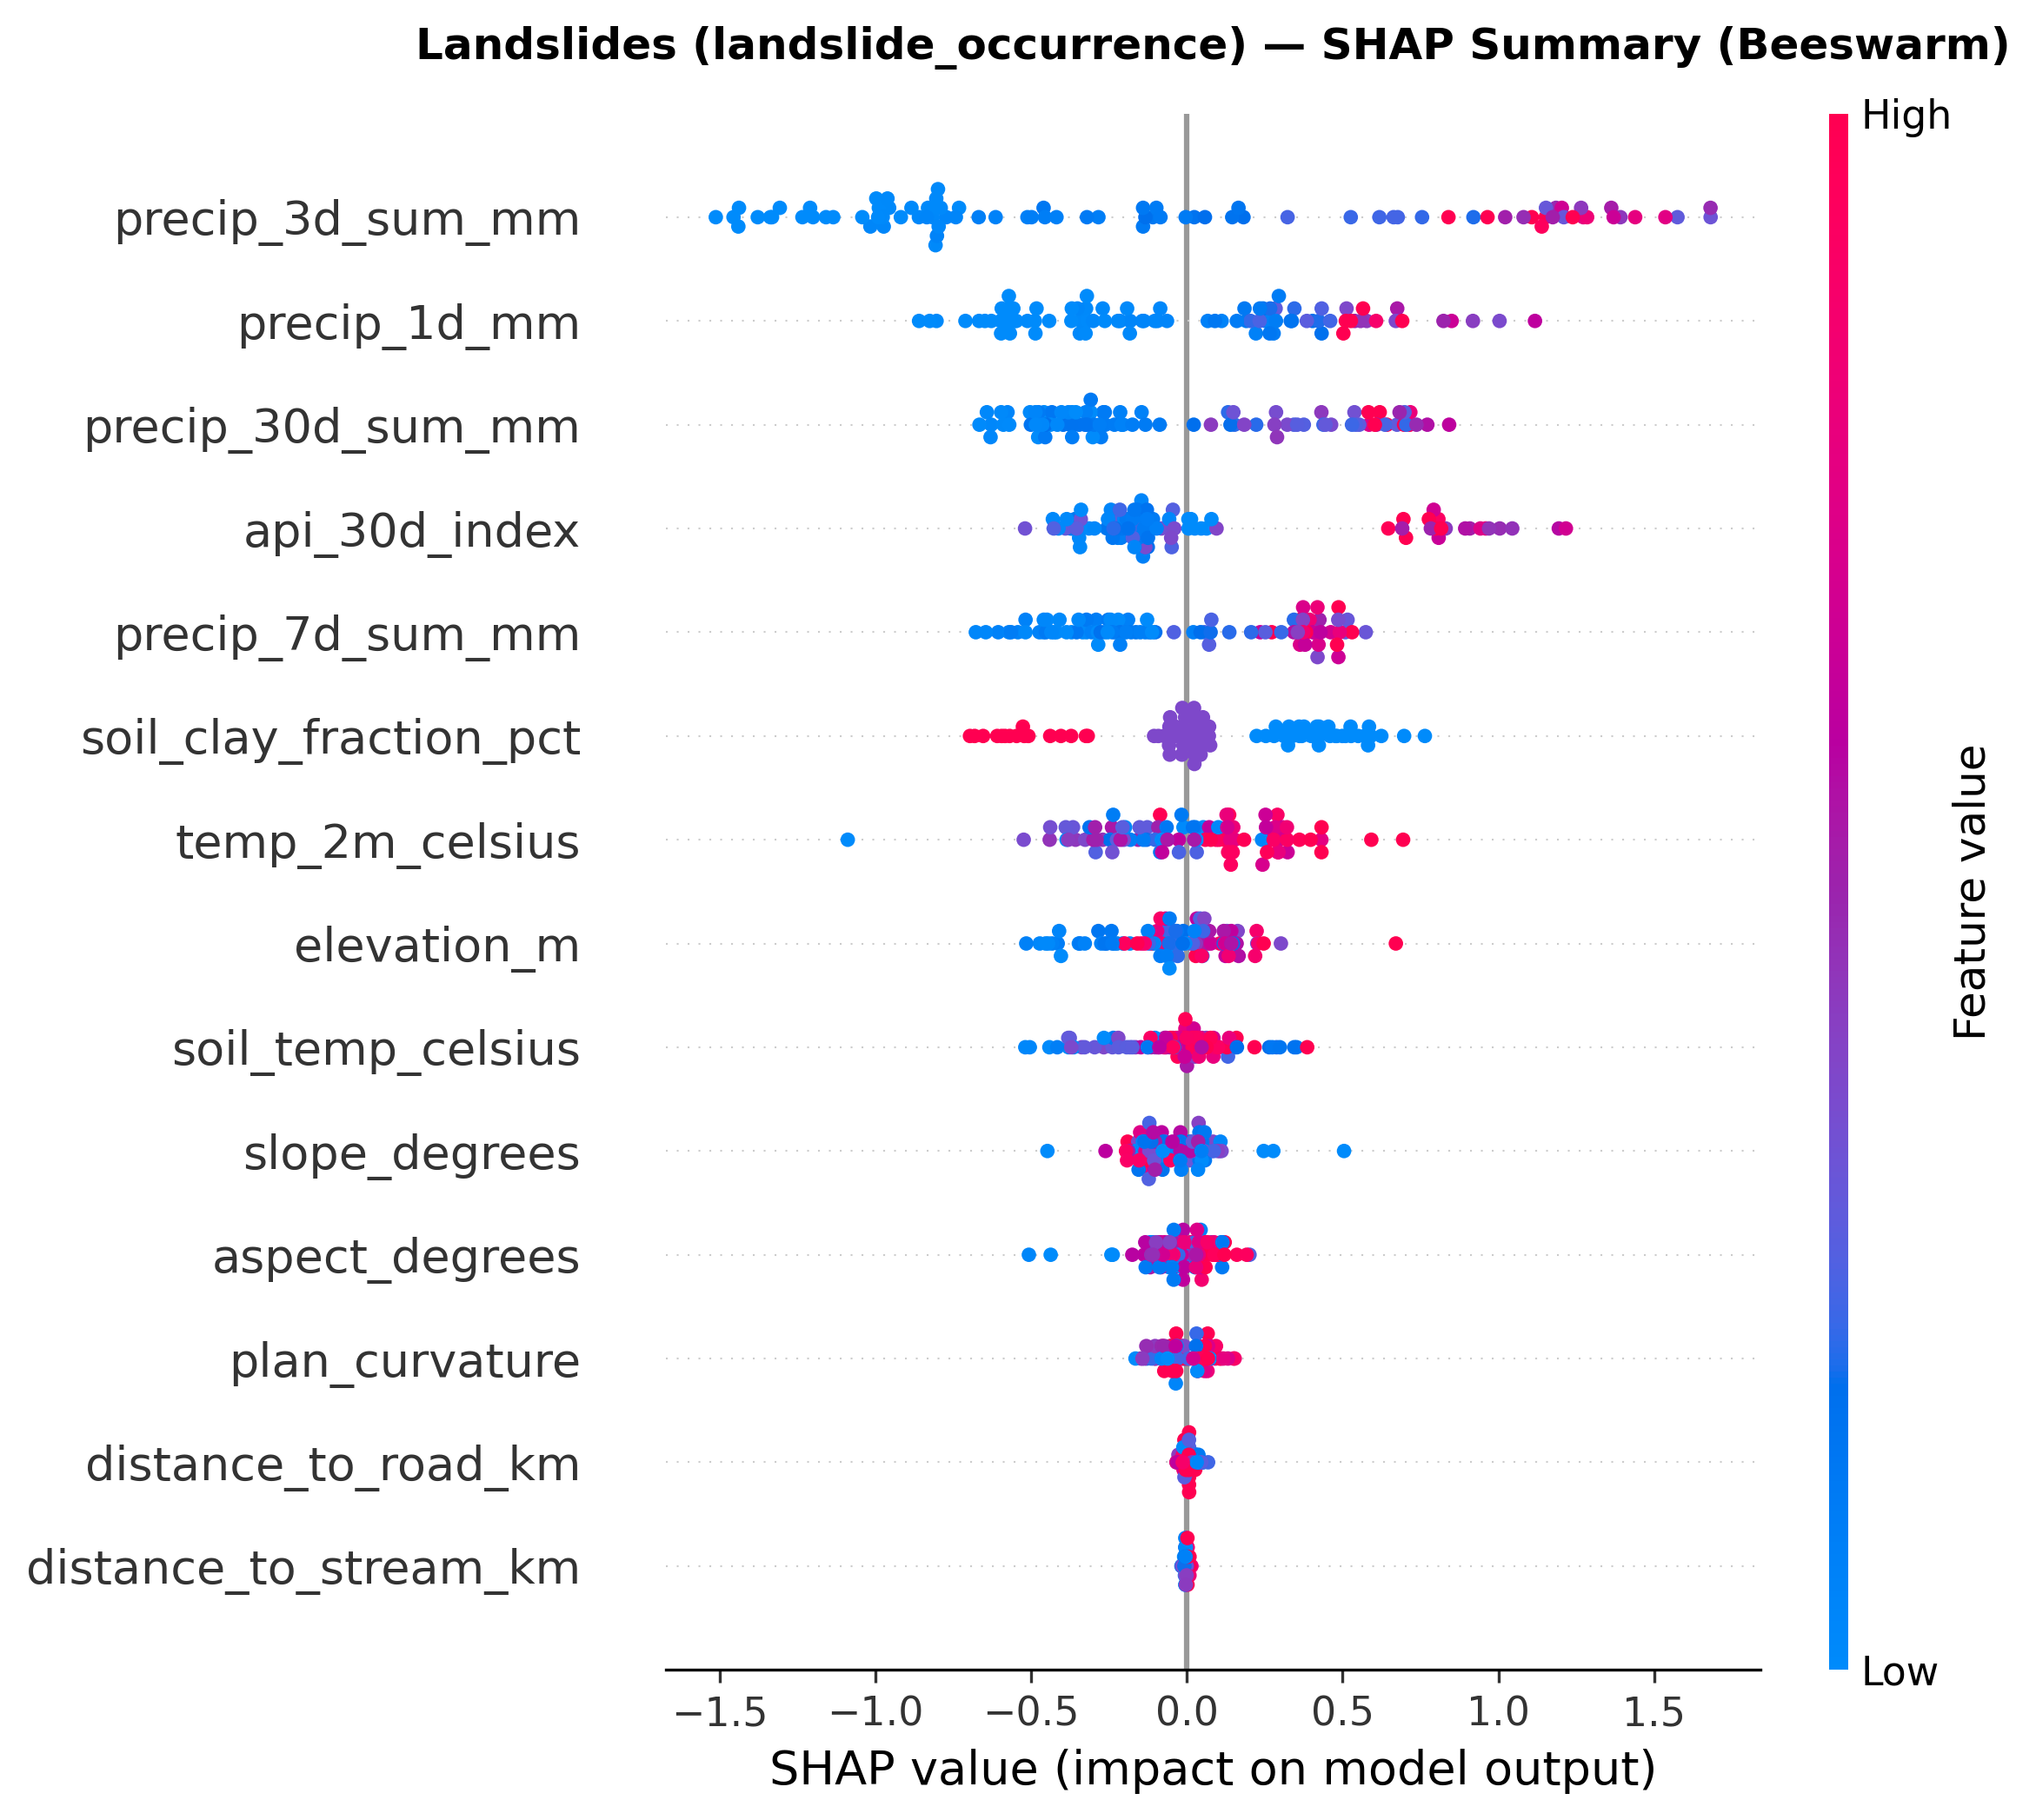 Landslides (landslide_occurrence) — SHAP Summary (Beeswarm)
High
precip_3d_sum_mm
precip_1d_mm
precip_30d_sum_mm
api_30d_index
precip_7d_sum_mm
soil_clay_fraction_pct
temp_2m_celsius
elevation_m
soil_temp_celsius
slope_degrees
aspect_degrees
plan_curvature
distance_to_road_km
distance_to_stream_km
Feature value
Low
−1.5 −1.0 −0.5 0.0 0.5 1.0 1.5
SHAP value (impact on model output)